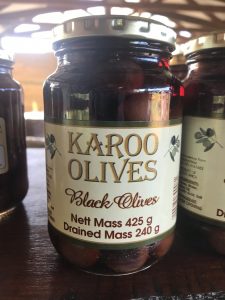 KAROO
OLIVES
Black Olives
Nett Mass 425 g
Drained Mass 240 g